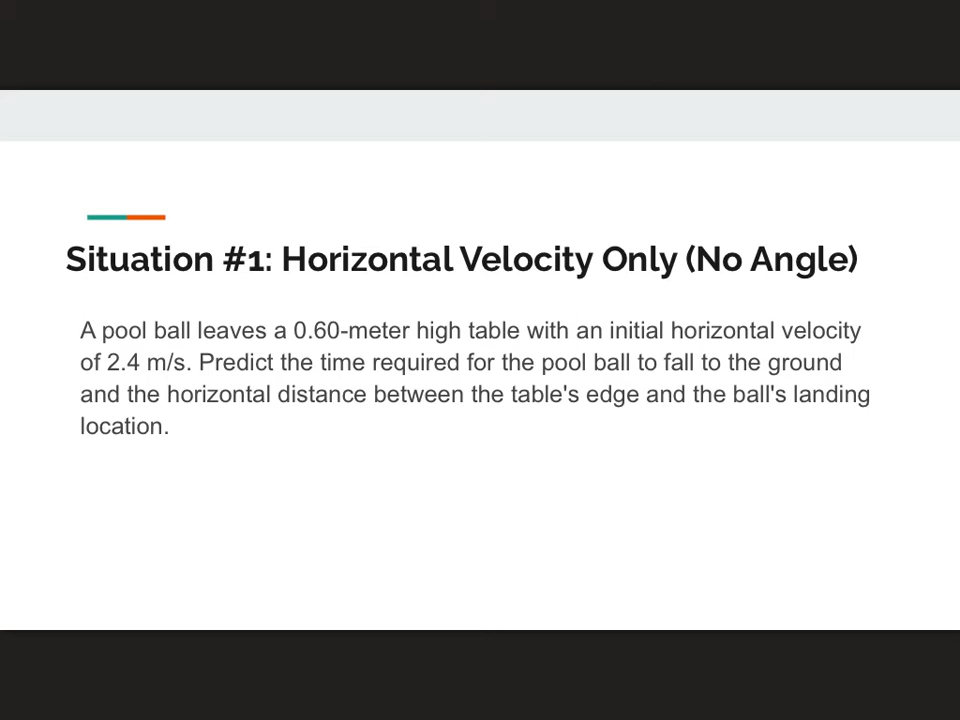 Situation #1: Horizontal Velocity Only (No Angle)
A pool ball leaves a 0.60-meter high table with an initial horizontal velocity
of 2.4 m/s. Predict the time required for the pool ball to fall to the ground
and the horizontal distance between the table's edge and the ball's landing
location.